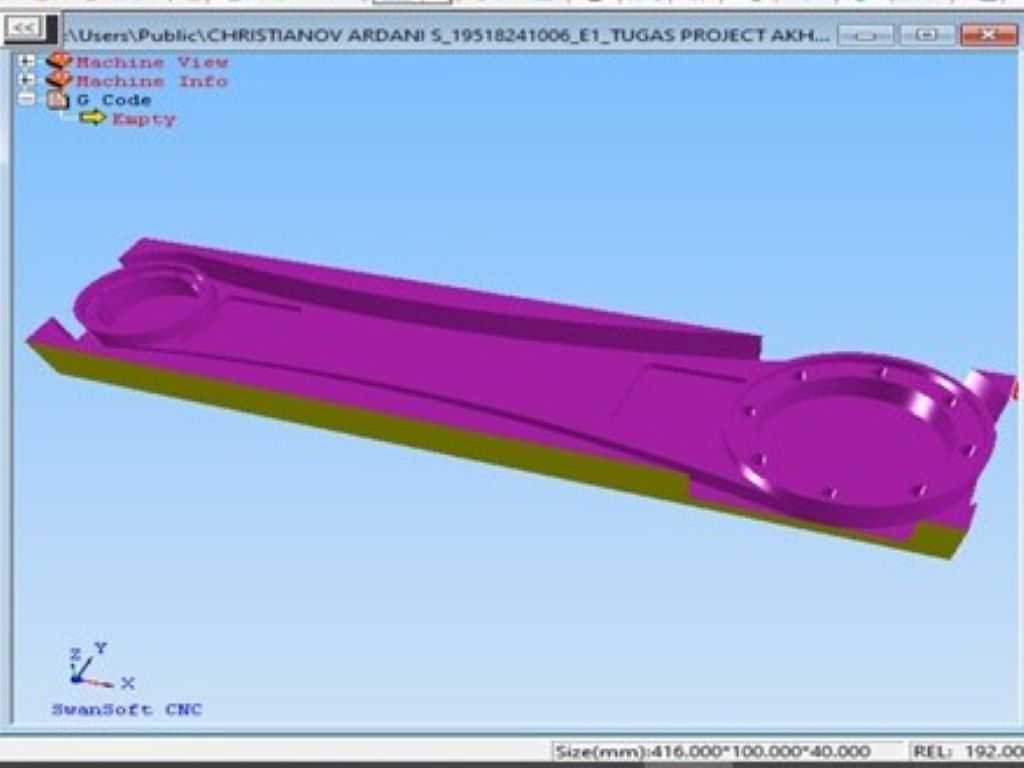 <<
:\Users\Public\CHRISTIANOV ARDANI S_19518241006_E1_TUGAS PROJECT AKH...
Machine View
Machine Info
G Code
Empty
Z
Y
X
SwanSoft CNC
Size(mm):416.000*100.000*40.000
REL: 192.00